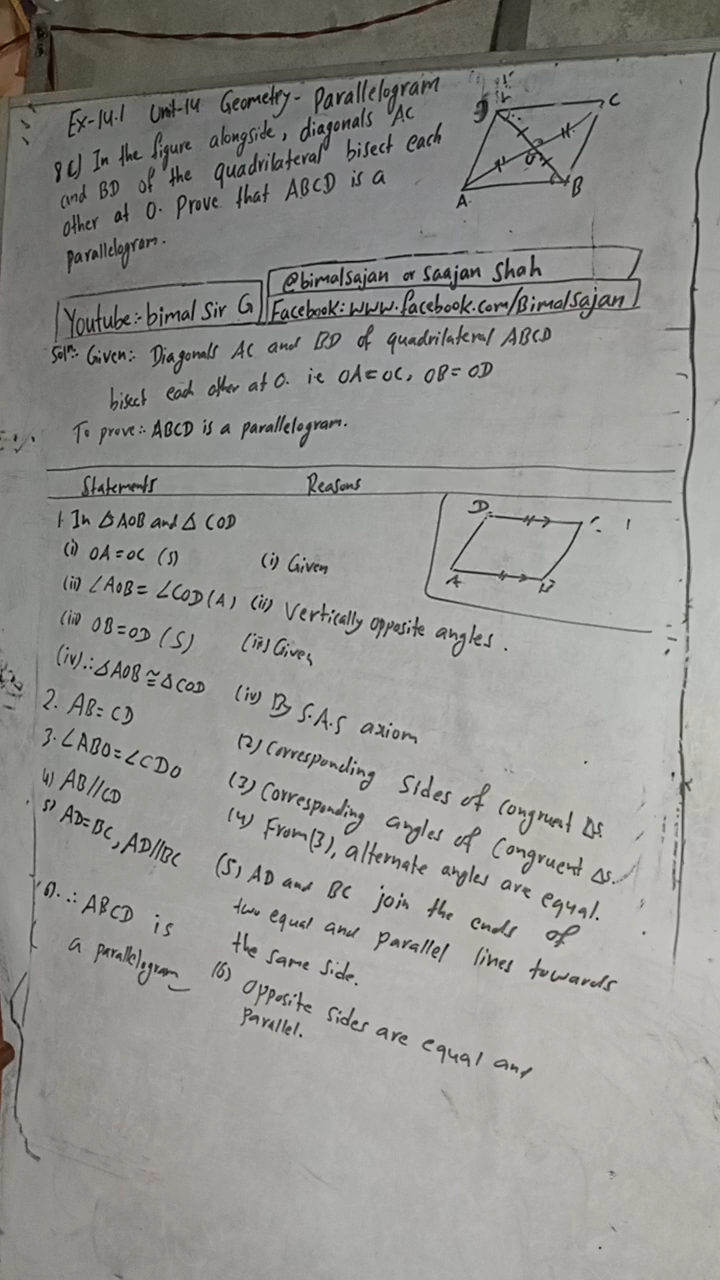 Ex-14.1 Unit-14 Geometry- Parallelogram
8 c) In the figure alongside, diagonals AC
and BD of the quadrilateral bisect each
other at O. Prove that ABCD is a
parallelogram.
D C
O
A B
@bimalsajan or Saajan Shah
Youtube:- bimal Sir G
Facebook: www.facebook.com/Bimalsajan
Solⁿ:- Given:- Diagonals AC and BD of quadrilateral ABCD
bisect each other at O. ie OA=OC, OB=OD
To prove:- ABCD is a parallelogram.
Statements Reasons
D C
A B
1. In △AOB and △ COD
(i) OA=OC (S) (i) Given
(ii) ∠AOB= ∠COD(A) (ii) Vertically opposite angles.
(iii) OB=OD (S) (iii) Given
(iv) ∴ △AOB ≅ △COD (iv) By S.A.S axiom
2. AB= CD (2) Corresponding Sides of congruent △s
3. ∠ABO=∠CDO (3) Corresponding angles of Congruent △s.
4) AB//CD (4) From(3), alternate angles are equal.
5) AD=BC, AD//BC (5) AD and BC join the ends of
two equal and parallel lines towards
the same side.
6). ∴ ABCD is
a parallelogram (6) Opposite sides are equal and
parallel.